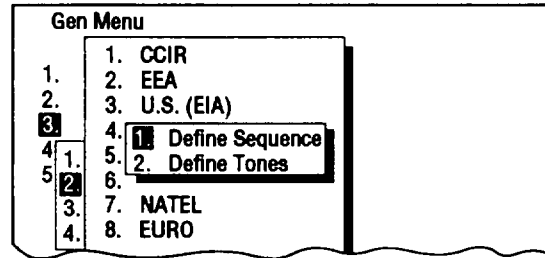 Gen Menu
1.
2.
3.
4
5
1.
2.
3.
4.
1. CCIR
2. EEA
3. U.S. (EIA)
4.
5.
6.
7. NATEL
8. EURO
1. Define Sequence
2. Define Tones